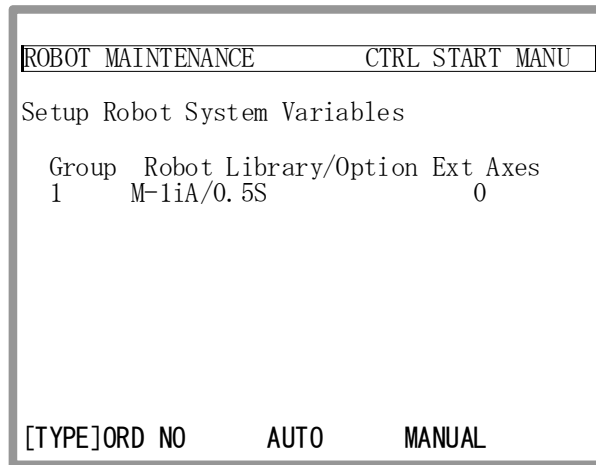 ROBOT MAINTENANCE CTRL START MANU
Setup Robot System Variables
Group Robot Library/Option Ext Axes
1 M-1iA/0.5S 0
[TYPE]ORD NO AUTO MANUAL